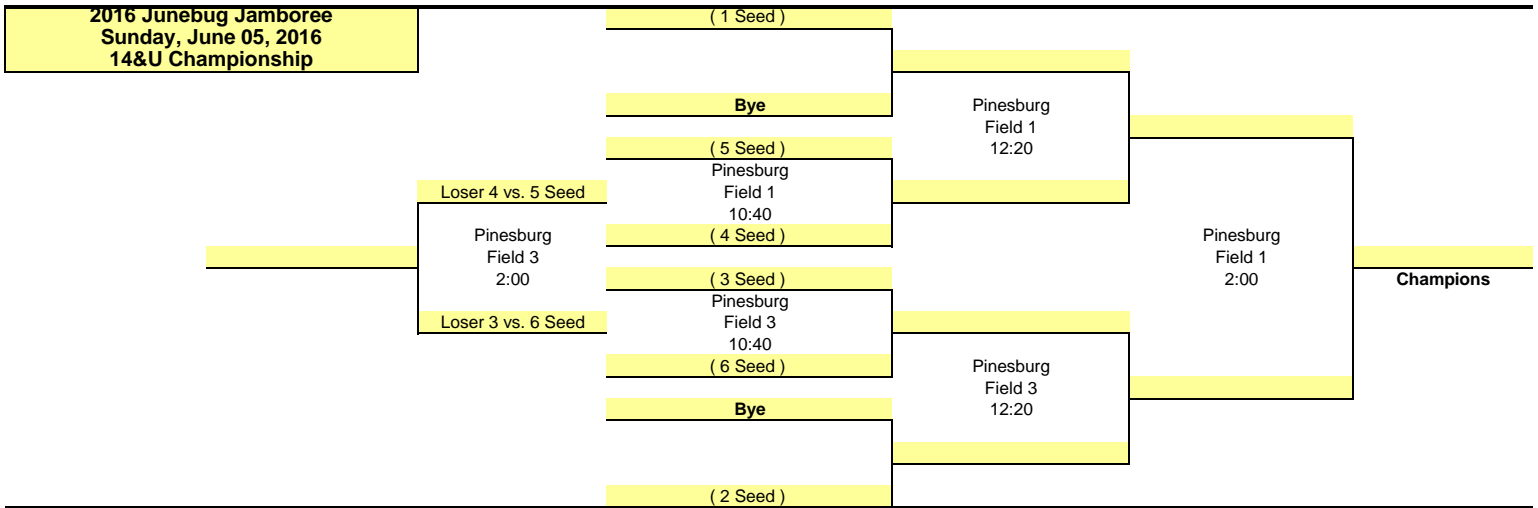 2016 Junebug Jamboree
Sunday, June 05, 2016
14&U Championship
( 1 Seed )
Bye
Pinesburg
Field 1
12:20
( 5 Seed )
Pinesburg
Field 1
10:40
( 4 Seed )
Loser 4 vs. 5 Seed
Pinesburg
Field 3
2:00
Loser 3 vs. 6 Seed
( 3 Seed )
Pinesburg
Field 3
10:40
( 6 Seed )
Pinesburg
Field 1
2:00
Champions
Pinesburg
Field 3
12:20
Bye
( 2 Seed )